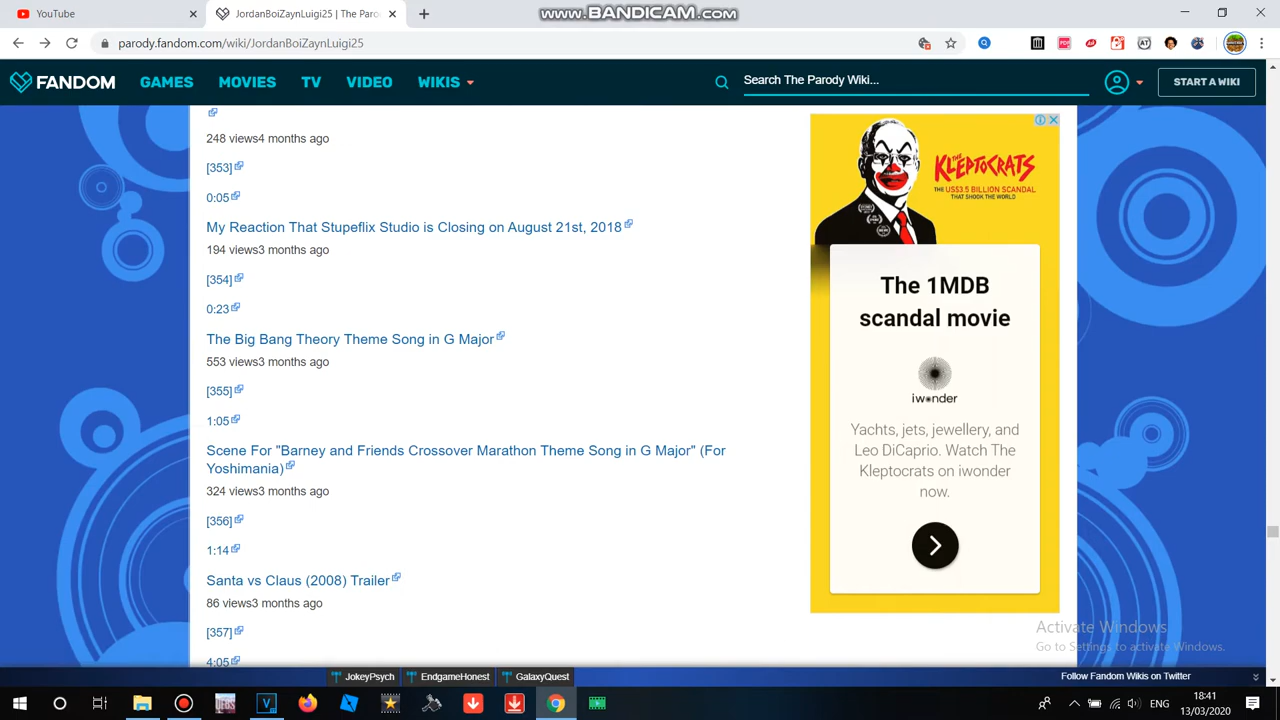 YouTube
JordanBoiZaynLuigi25 | The Parod
www.BANDICAM.com
parody.fandom.com/wiki/JordanBoiZaynLuigi25
FANDOM
GAMES
MOVIES
TV
VIDEO
WIKIS
Search The Parody Wiki...
START A WIKI
248 views4 months ago
[353]
0:05
My Reaction That Stupeflix Studio is Closing on August 21st, 2018
194 views3 months ago
[354]
0:23
The Big Bang Theory Theme Song in G Major
553 views3 months ago
[355]
1:05
Scene For "Barney and Friends Crossover Marathon Theme Song in G Major" (For
Yoshimania)
324 views3 months ago
[356]
1:14
Santa vs Claus (2008) Trailer
86 views3 months ago
[357]
4:05
THE
KLEPTOCRATS
THE US$3.5 BILLION SCANDAL
THAT SHOOK THE WORLD
The 1MDB
scandal movie
iwonder
Yachts, jets, jewellery, and
Leo DiCaprio. Watch The
Kleptocrats on iwonder
now.
Activate Windows
Go to Settings to activate Windows.
JokeyPsych
EndgameHonest
GalaxyQuest
Follow Fandom Wikis on Twitter
ENG
18:41
13/03/2020